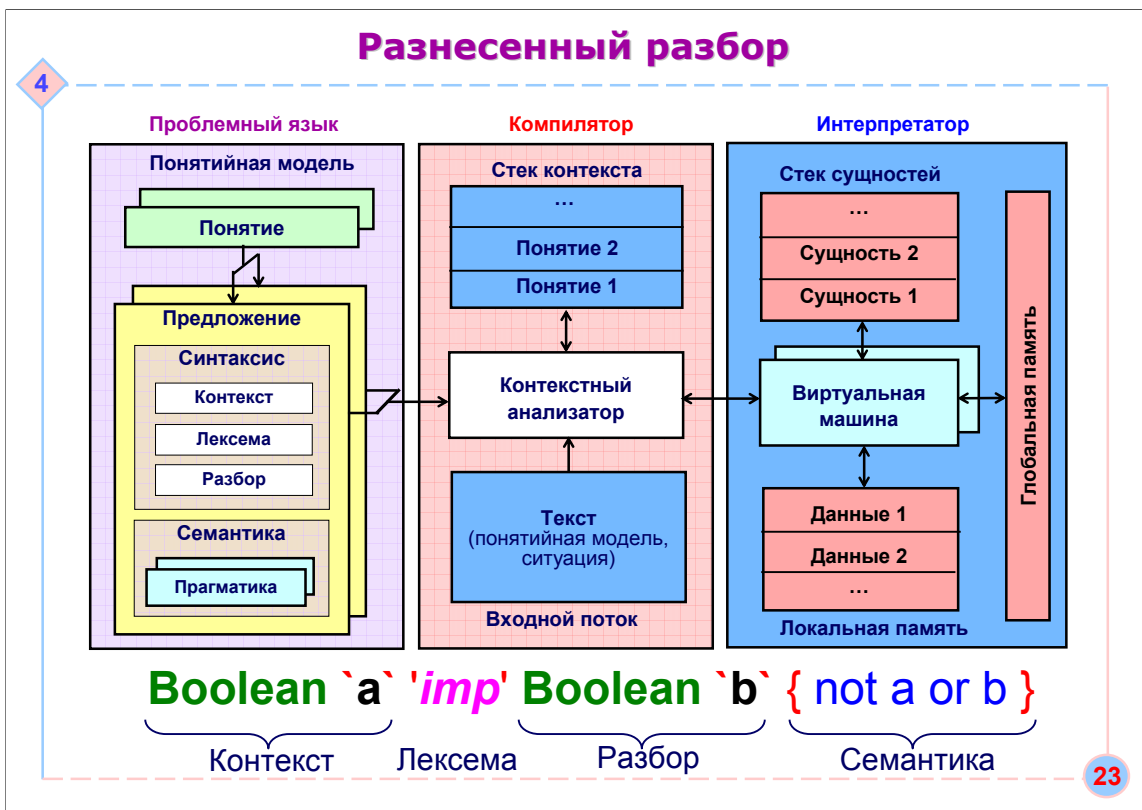 Разнесенный разбор
4
Проблемный язык
Понятийная модель
Понятие
Предложение
Синтаксис
Контекст
Лексема
Разбор
Семантика
Прагматика
Компилятор
Стек контекста
...
Понятие 2
Понятие 1
Контекстный
анализатор
Текст
(понятийная модель,
ситуация)
Входной поток
Интерпретатор
Стек сущностей
...
Сущность 2
Сущность 1
Виртуальная
машина
Данные 1
Данные 2
...
Локальная память
Глобальная память
Boolean `a` 'imp' Boolean `b` { not a or b }
Контекст Лексема Разбор Семантика
23